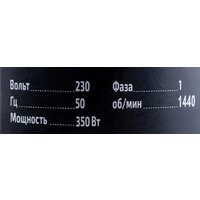 Вольт 230 Фаза 1
Гц 50 об/мин 1440
Мощность 350 Вт